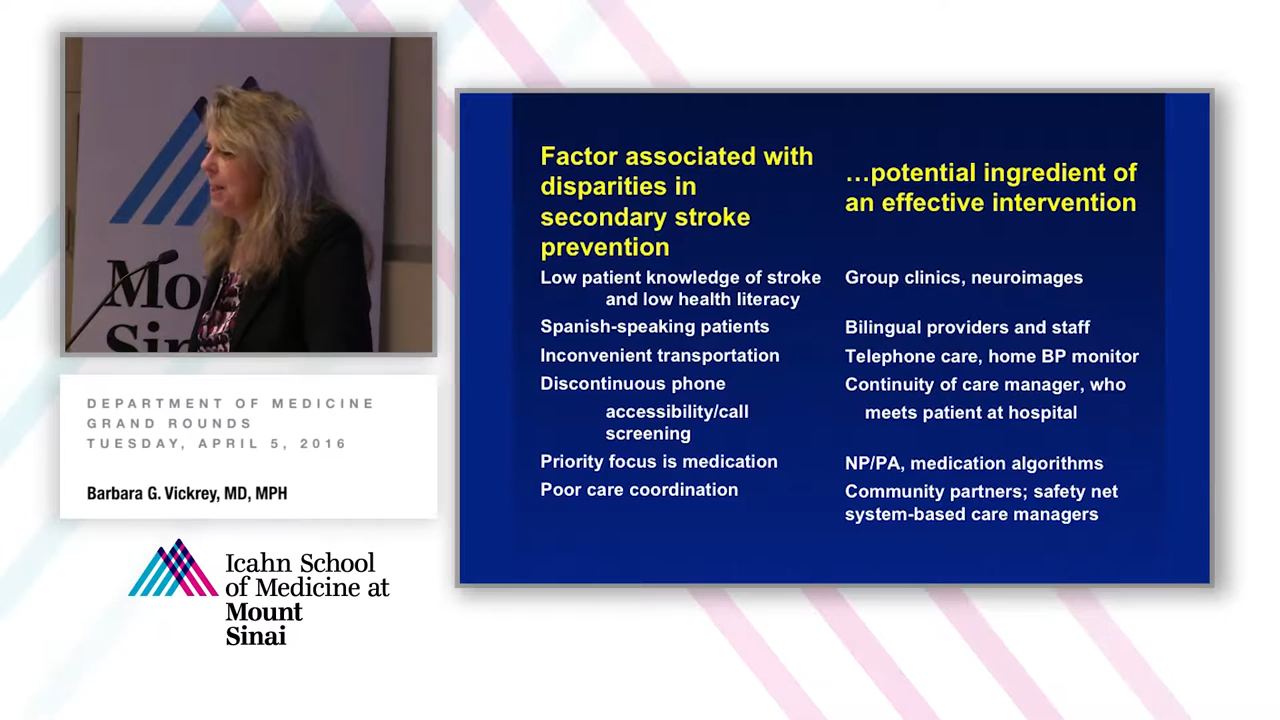 Mo
Sin
DEPARTMENT OF MEDICINE
GRAND ROUNDS
TUESDAY, APRIL 5, 2016
Barbara G. Vickrey, MD, MPH
Icahn School
of Medicine at
Mount
Sinai
Factor associated with
disparities in
secondary stroke
prevention
…potential ingredient of
an effective intervention
Low patient knowledge of stroke
and low health literacy
Group clinics, neuroimages
Spanish-speaking patients
Bilingual providers and staff
Inconvenient transportation
Telephone care, home BP monitor
Discontinuous phone
accessibility/call
screening
Continuity of care manager, who
meets patient at hospital
Priority focus is medication
NP/PA, medication algorithms
Poor care coordination
Community partners; safety net
system-based care managers